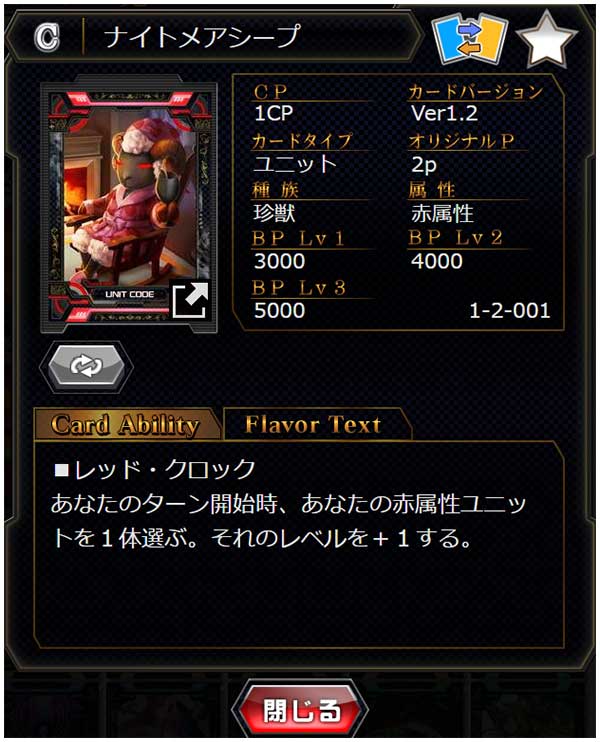 C ナイトメアシープ
ＣＰ カードバージョン
1CP Ver1.2
カードタイプ オリジナルＰ
ユニット 2p
種 族 属 性
珍獣 赤属性
ＢＰ Ｌｖ１ ＢＰ Ｌｖ２
3000 4000
ＢＰ Ｌｖ３
5000 1-2-001
UNIT CODE
Card Ability Flavor Text
■レッド・クロック
あなたのターン開始時、あなたの赤属性ユニッ
トを１体選ぶ。それのレベルを＋１する。
閉じる